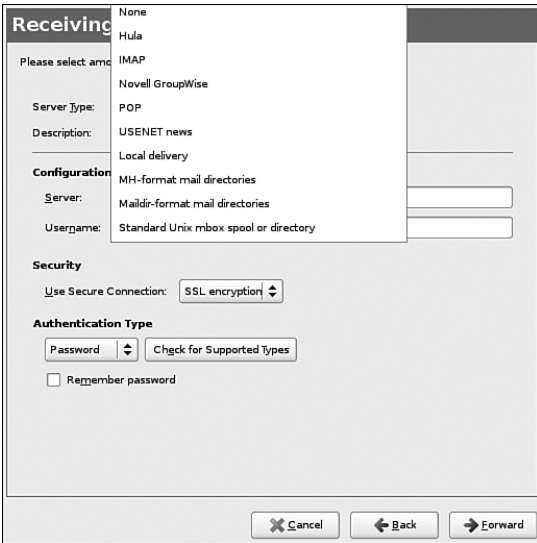 Receiving
None
Hula
Please select amo
IMAP
Novell GroupWise
Server Type:
POP
Description:
USENET news
Local delivery
Configuration
MH-format mail directories
Server:
Maildir-format mail directories
Username:
Standard Unix mbox spool or directory
Security
Use Secure Connection: SSL encryption
Authentication Type
Password Check for Supported Types
Remember password
Cancel Back Forward